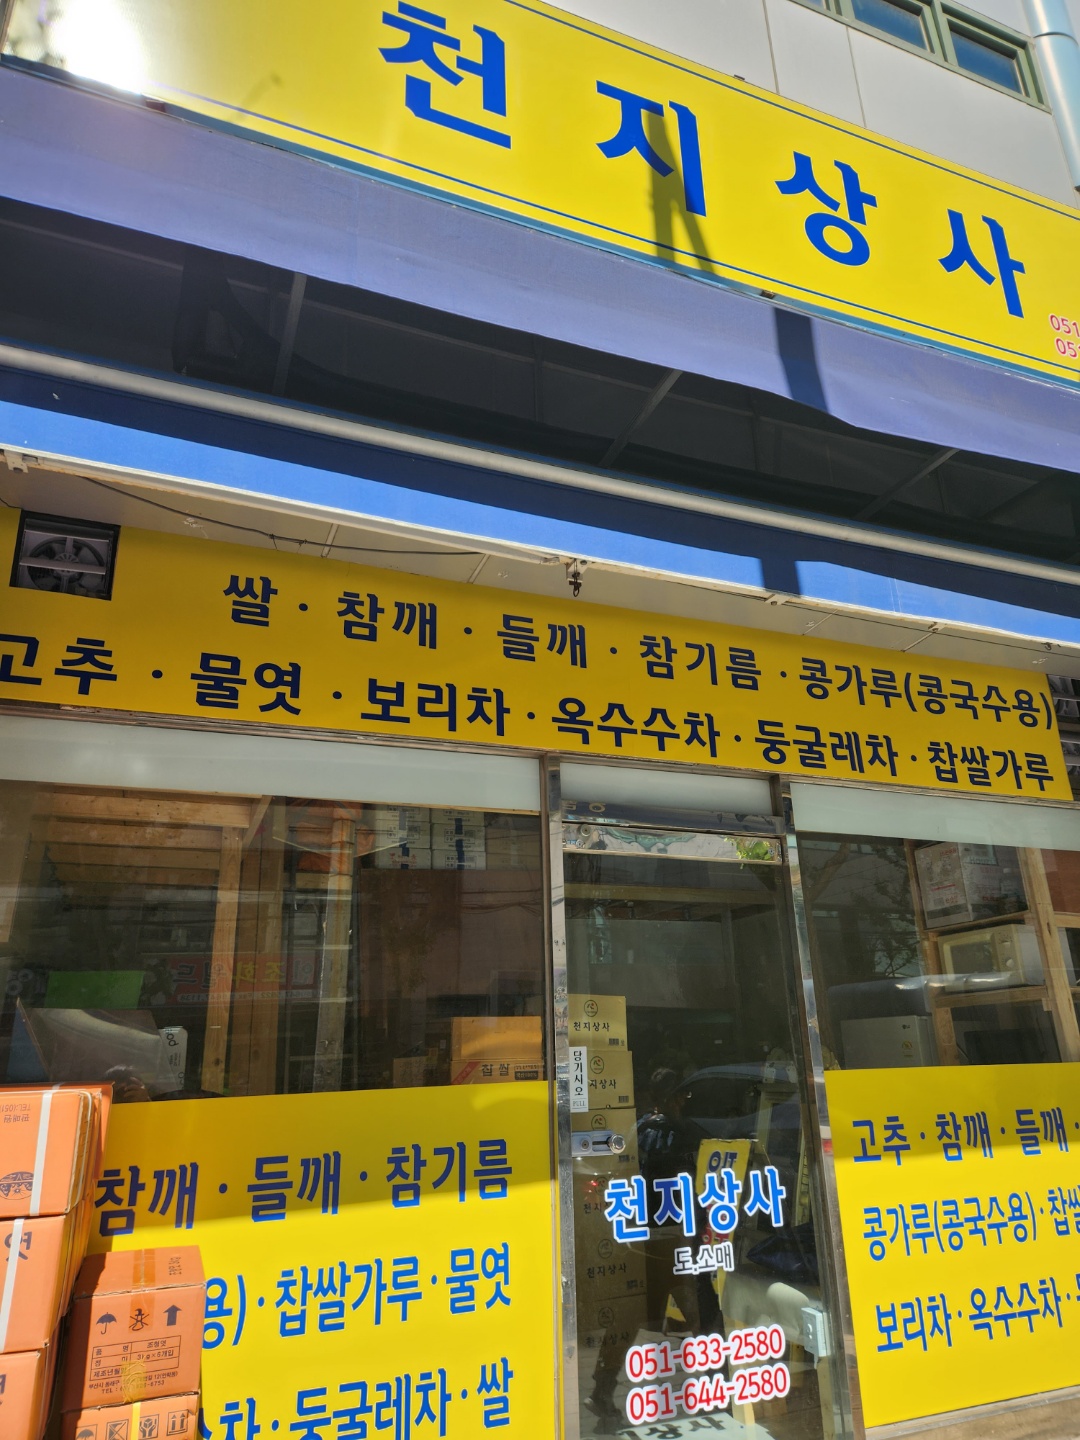 천지상사
051
051
쌀 · 참깨 · 들깨 · 참기름 · 콩가루(콩국수용)
고추 · 물엿 · 보리차 · 옥수수차 · 둥굴레차 · 찹쌀가루
천지상사
지상사
당기시오
찹쌀
참깨 · 들깨 · 참기름
용) · 찹쌀가루 · 물엿
차 · 둥굴레차 · 쌀
천지상사
도.소매
051-633-2580
051-644-2580
고추 · 참깨 · 들깨 ·
콩가루(콩국수용) · 찹쌀
보리차 · 옥수수차 ·